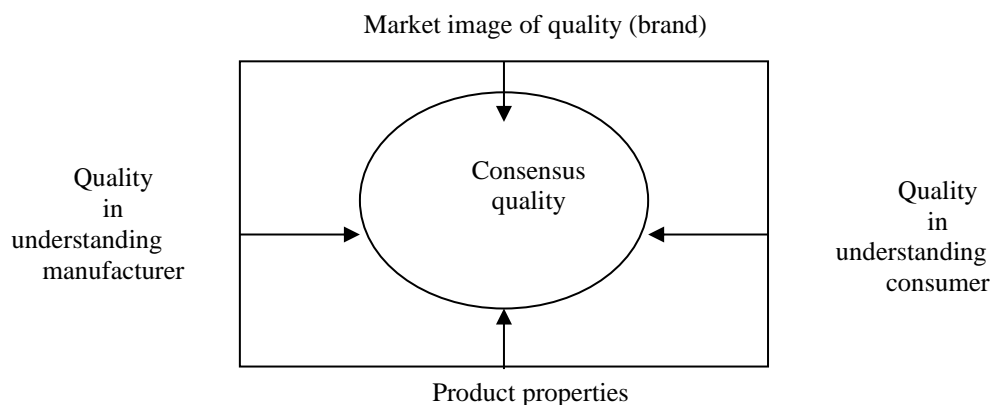 Market image of quality (brand)
Consensus
quality
Quality
in
understanding
manufacturer
Quality
in
understanding
consumer
Product properties